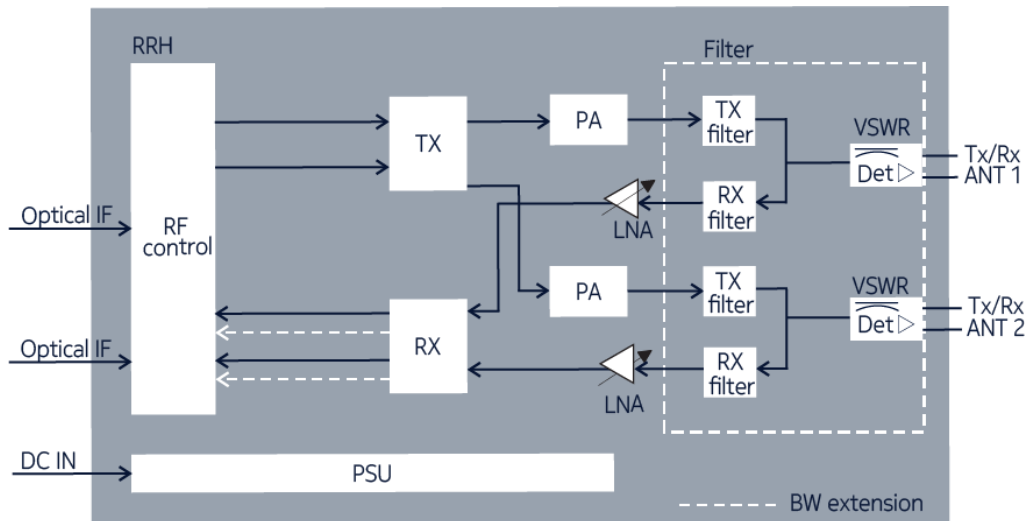 RRH
Filter
TX
PA
TX
filter
VSWR
Det
Tx/Rx
ANT 1
RX
filter
LNA
Optical IF
RF
control
PA
TX
filter
VSWR
Det
Tx/Rx
ANT 2
Optical IF
RX
RX
filter
LNA
DC IN
PSU
BW extension